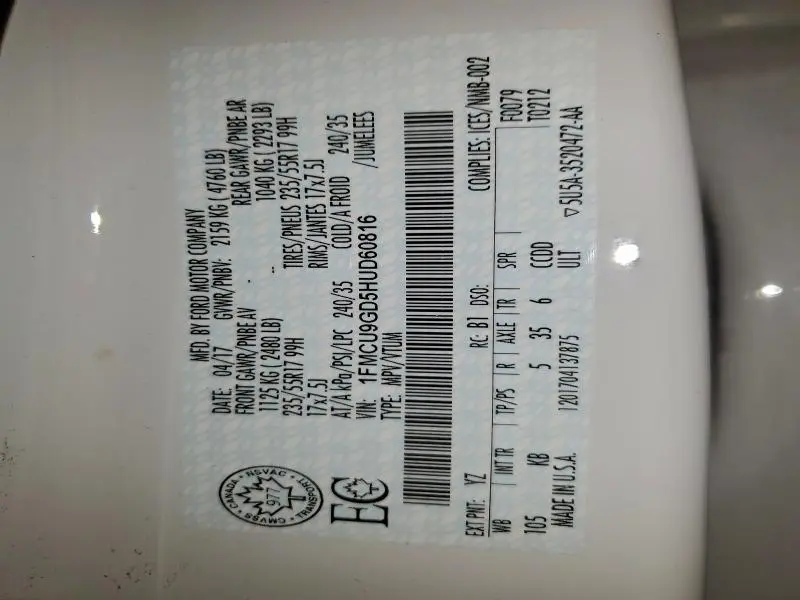 MFD. BY FORD MOTOR COMPANY
DATE: 04/17 GVWR/PNBV: 2159 KG ( 4760 LB)
FRONT GAWR/PNBE AV REAR GAWR/PNBE AR
1125 KG ( 2480 LB) 1040 KG ( 2293 LB)
235/55R17 99H TIRES/PNEUS 235/55R17 99H
17x7.5J RIMS/JANTES 17x7.5J
AT/A kPa/PSI/LPC 240/35 COLD/A FROID 240/35
VIN: 1FMCU9GD5HUD60816 /JUMELEES
TYPE: MPV/VTUM
CANADA · NSVAC · TRANSPORT · CMVSS
977
EC
EXT PNT: YZ RC: B1 DSO: COMPLIES: ICES/NMB-002
WB INT TR TP/PS R AXLE TR SPR F0079
T0212
105 KB 5 35 6 CCDD
MADE IN U.S.A. 1201704137875 ULT ▽5U5A-3520472-AA